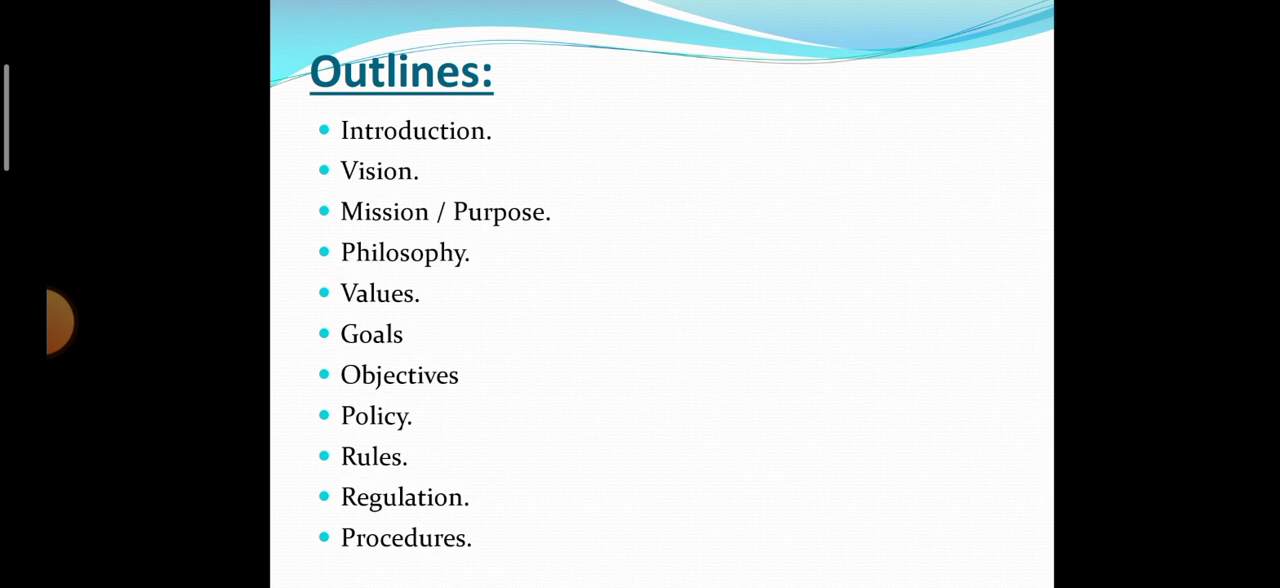 Outlines:
Introduction.
Vision.
Mission / Purpose.
Philosophy.
Values.
Goals
Objectives
Policy.
Rules.
Regulation.
Procedures.